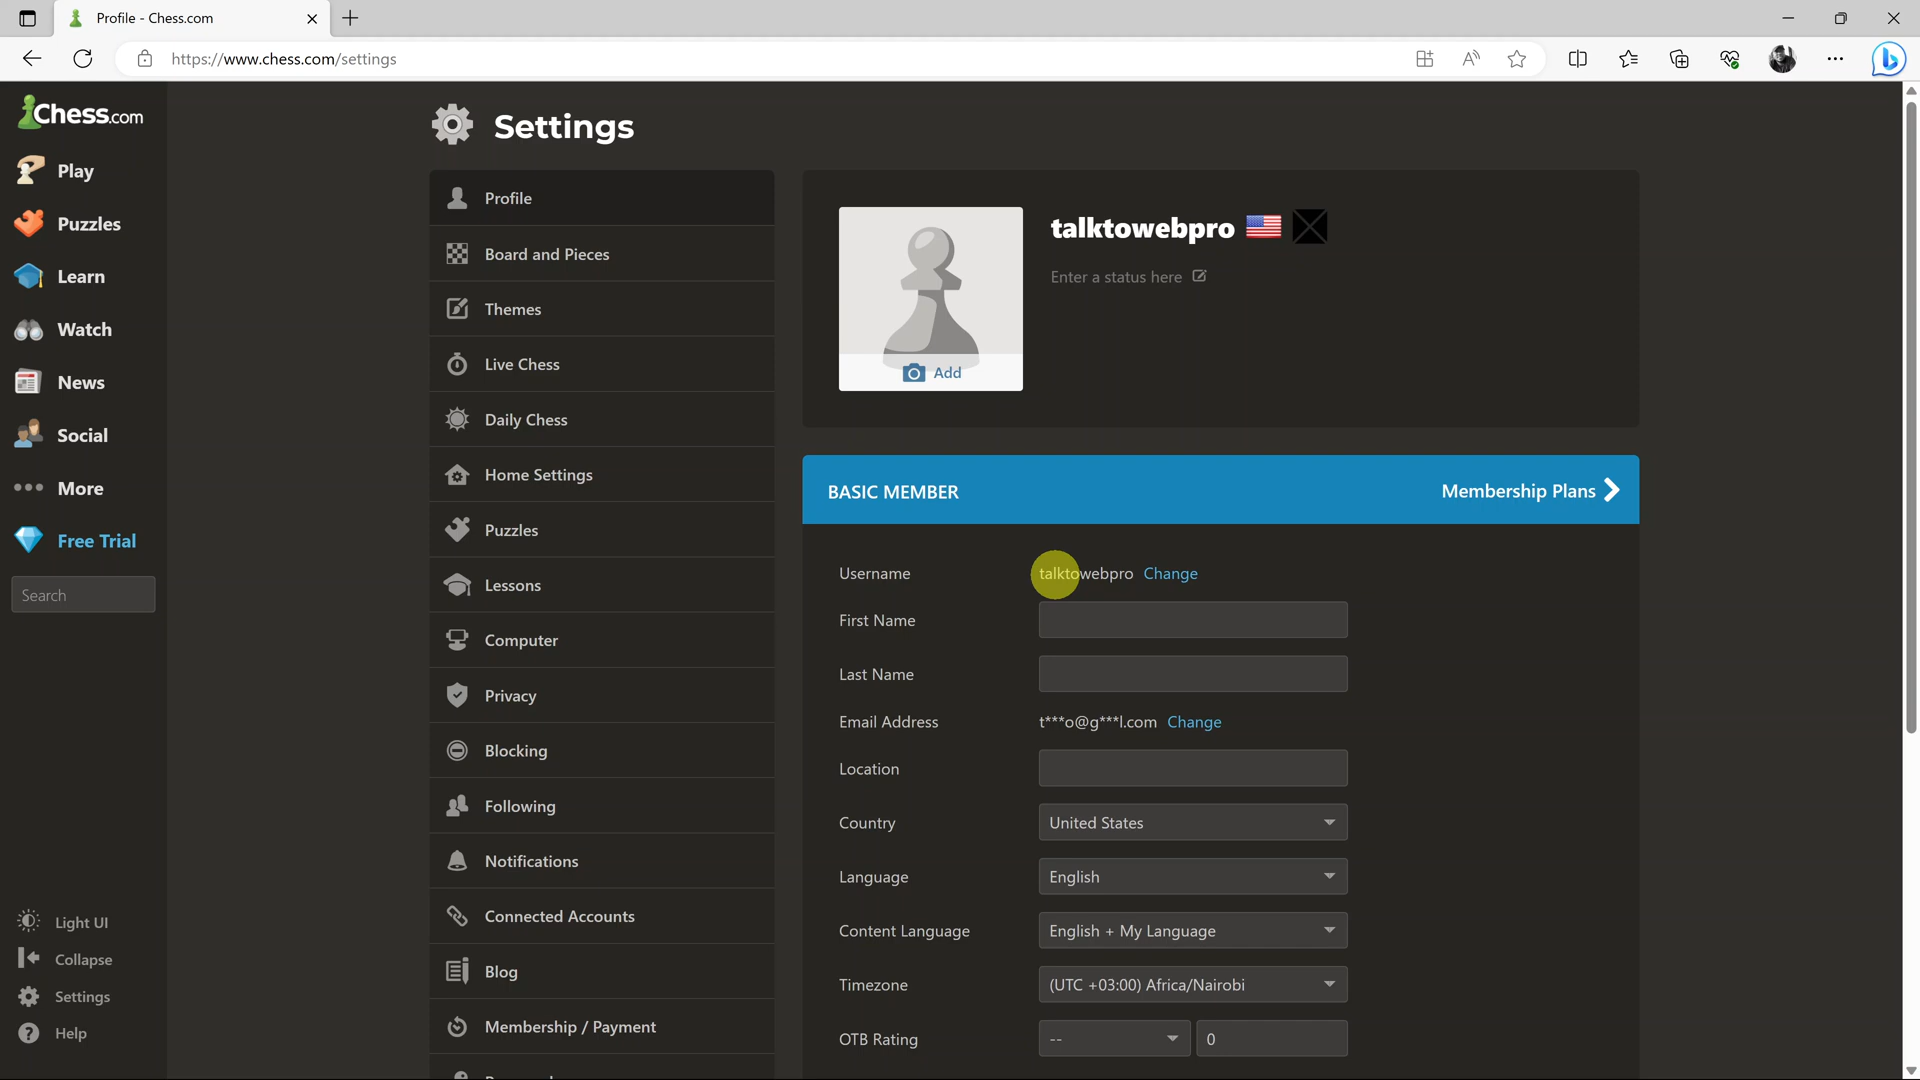 Profile - Chess.com
https://www.chess.com/settings
Chess.com
Play
Puzzles
Learn
Watch
News
Social
More
Free Trial
Search
Light UI
Collapse
Settings
Help
Settings
Profile
Board and Pieces
Themes
Live Chess
Daily Chess
Home Settings
Puzzles
Lessons
Computer
Privacy
Blocking
Following
Notifications
Connected Accounts
Blog
Membership / Payment
talktowebpro
Enter a status here
Add
BASIC MEMBER Membership Plans
Username talktowebpro Change
First Name
Last Name
Email Address t***o@g***l.com Change
Location
Country United States
Language English
Content Language English + My Language
Timezone (UTC +03:00) Africa/Nairobi
OTB Rating -- 0